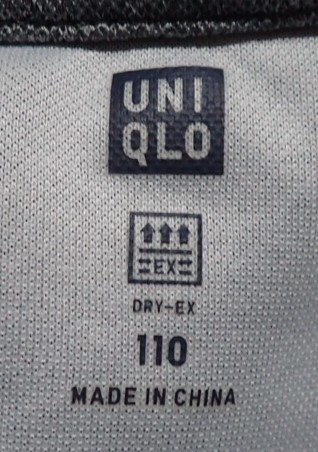 UNI
QLO
EX
DRY-EX
110
MADE IN CHINA